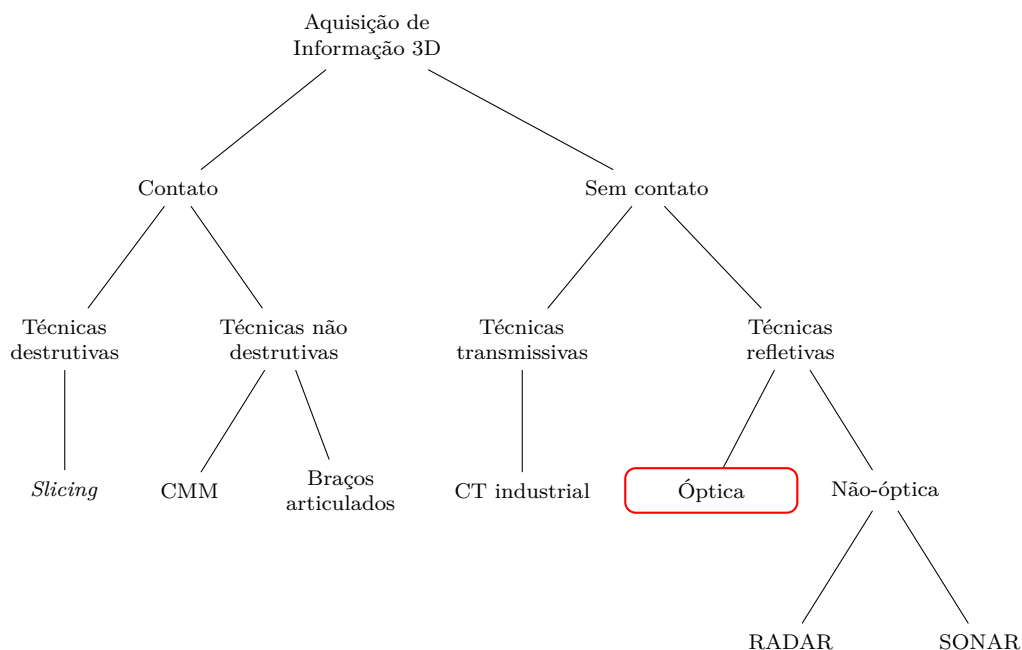 Aquisição de
Informação 3D
Contato
Sem contato
Técnicas
destrutivas
Técnicas não
destrutivas
Técnicas
transmissivas
Técnicas
refletivas
Slicing
CMM
Braços
articulados
CT industrial
Óptica
Não-óptica
RADAR
SONAR